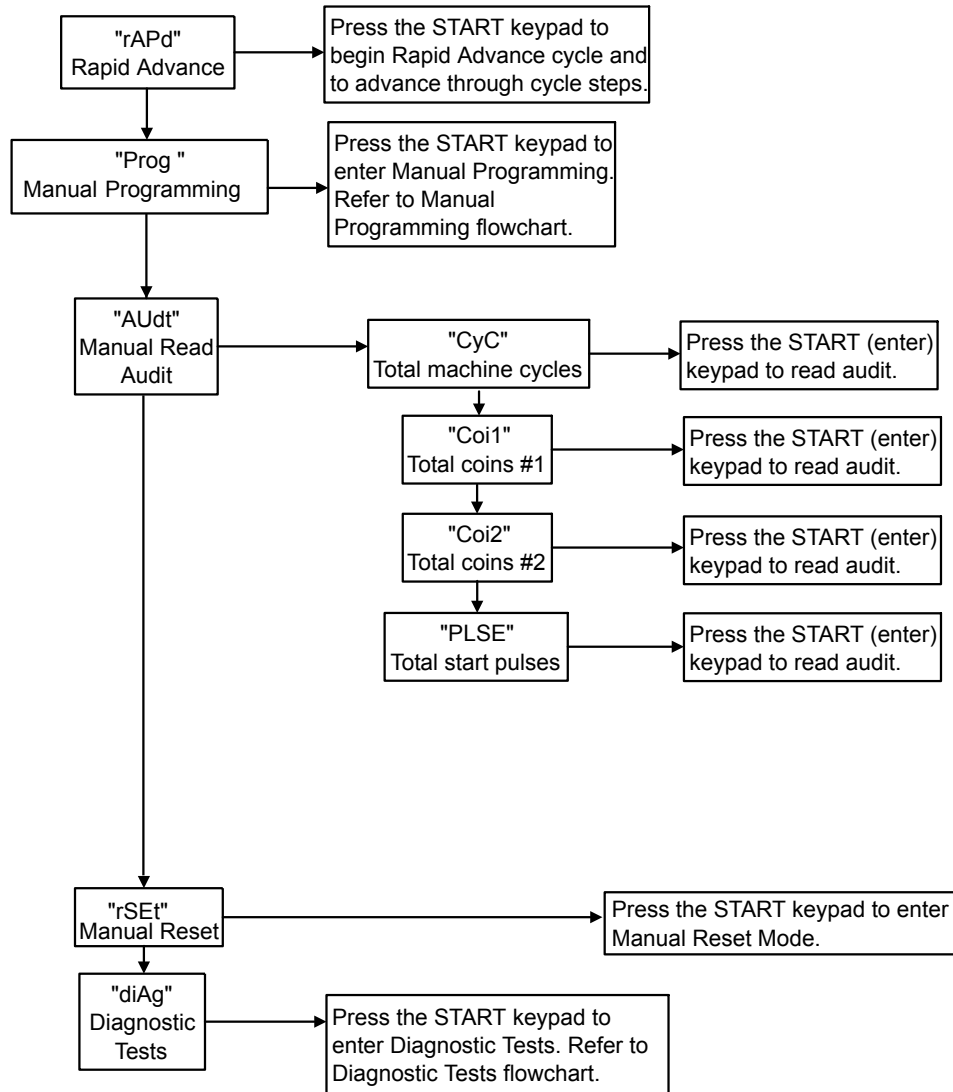 "rAPd"
Rapid Advance
Press the START keypad to
begin Rapid Advance cycle and
to advance through cycle steps.
"Prog "
Manual Programming
Press the START keypad to
enter Manual Programming.
Refer to Manual
Programming flowchart.
"AUdt"
Manual Read
Audit
"CyC"
Total machine cycles
Press the START (enter)
keypad to read audit.
"Coi1"
Total coins #1
Press the START (enter)
keypad to read audit.
"Coi2"
Total coins #2
Press the START (enter)
keypad to read audit.
"PLSE"
Total start pulses
Press the START (enter)
keypad to read audit.
"rSEt"
Manual Reset
Press the START keypad to enter
Manual Reset Mode.
"diAg"
Diagnostic
Tests
Press the START keypad to
enter Diagnostic Tests. Refer to
Diagnostic Tests flowchart.